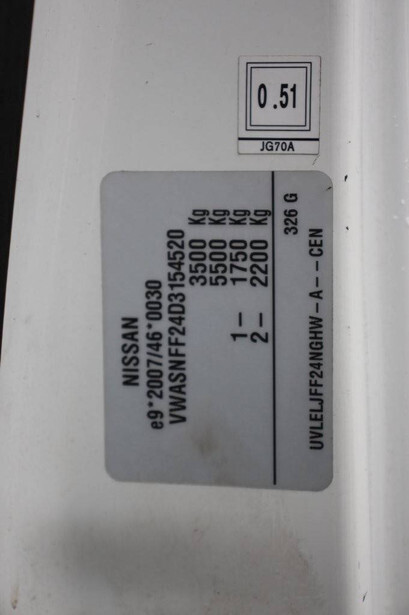 0.51
JG70A
NISSAN
e9*2007/46*0030
VWASNFF24D3154520
3500 Kg
5500 Kg
1— 1750 Kg
2— 2200 Kg
326 G
UVLELJFF24NGHW–A––CEN